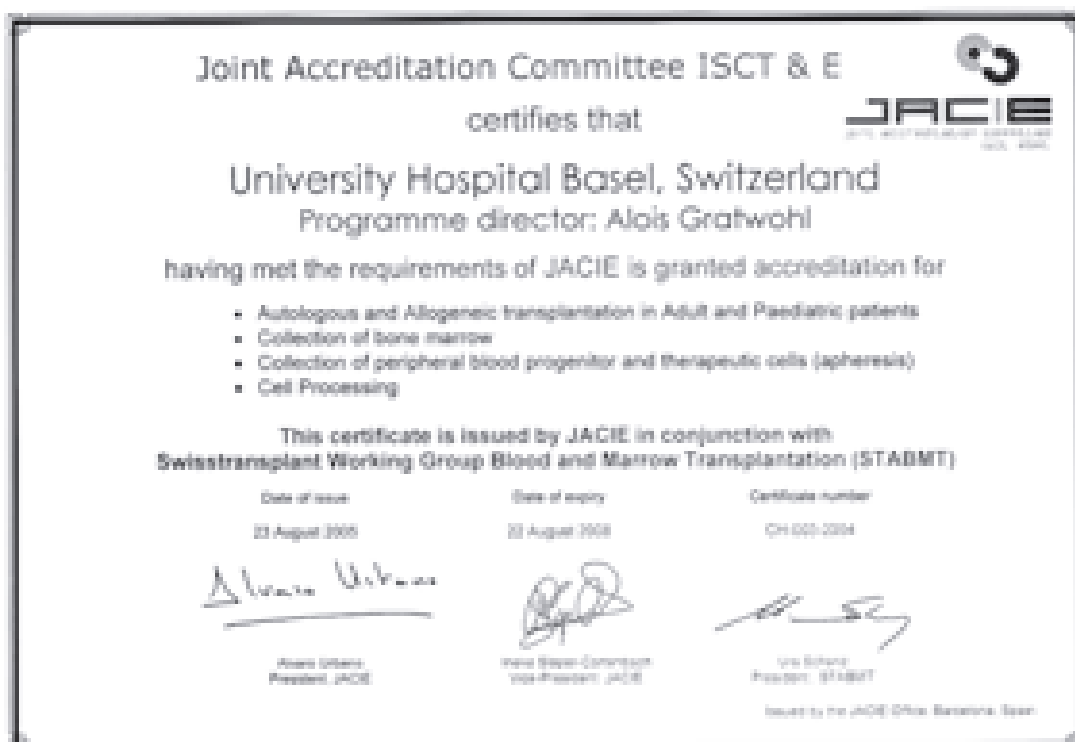 Joint Accreditation Committee ISCT & E
JACIE
certifies that
University Hospital Basel, Switzerland
Programme director: Alois Gratwohl
having met the requirements of JACIE is granted accreditation for
• Autologous and Allogeneic transplantation in Adult and Paediatric patients
• Collection of bone marrow
• Collection of peripheral blood progenitor and therapeutic cells (apheresis)
• Cell Processing
This certificate is issued by JACIE in conjunction with
Swisstransplant Working Group Blood and Marrow Transplantation (STABMT)
Date of issue Date of expiry Certificate number
23 August 2005 22 August 2008
Alvaro Urbano
Alvaro Urbano
President, JACIE Vice-President, JACIE President, STABMT
Issued by the JACIE Office, Barcelona, Spain